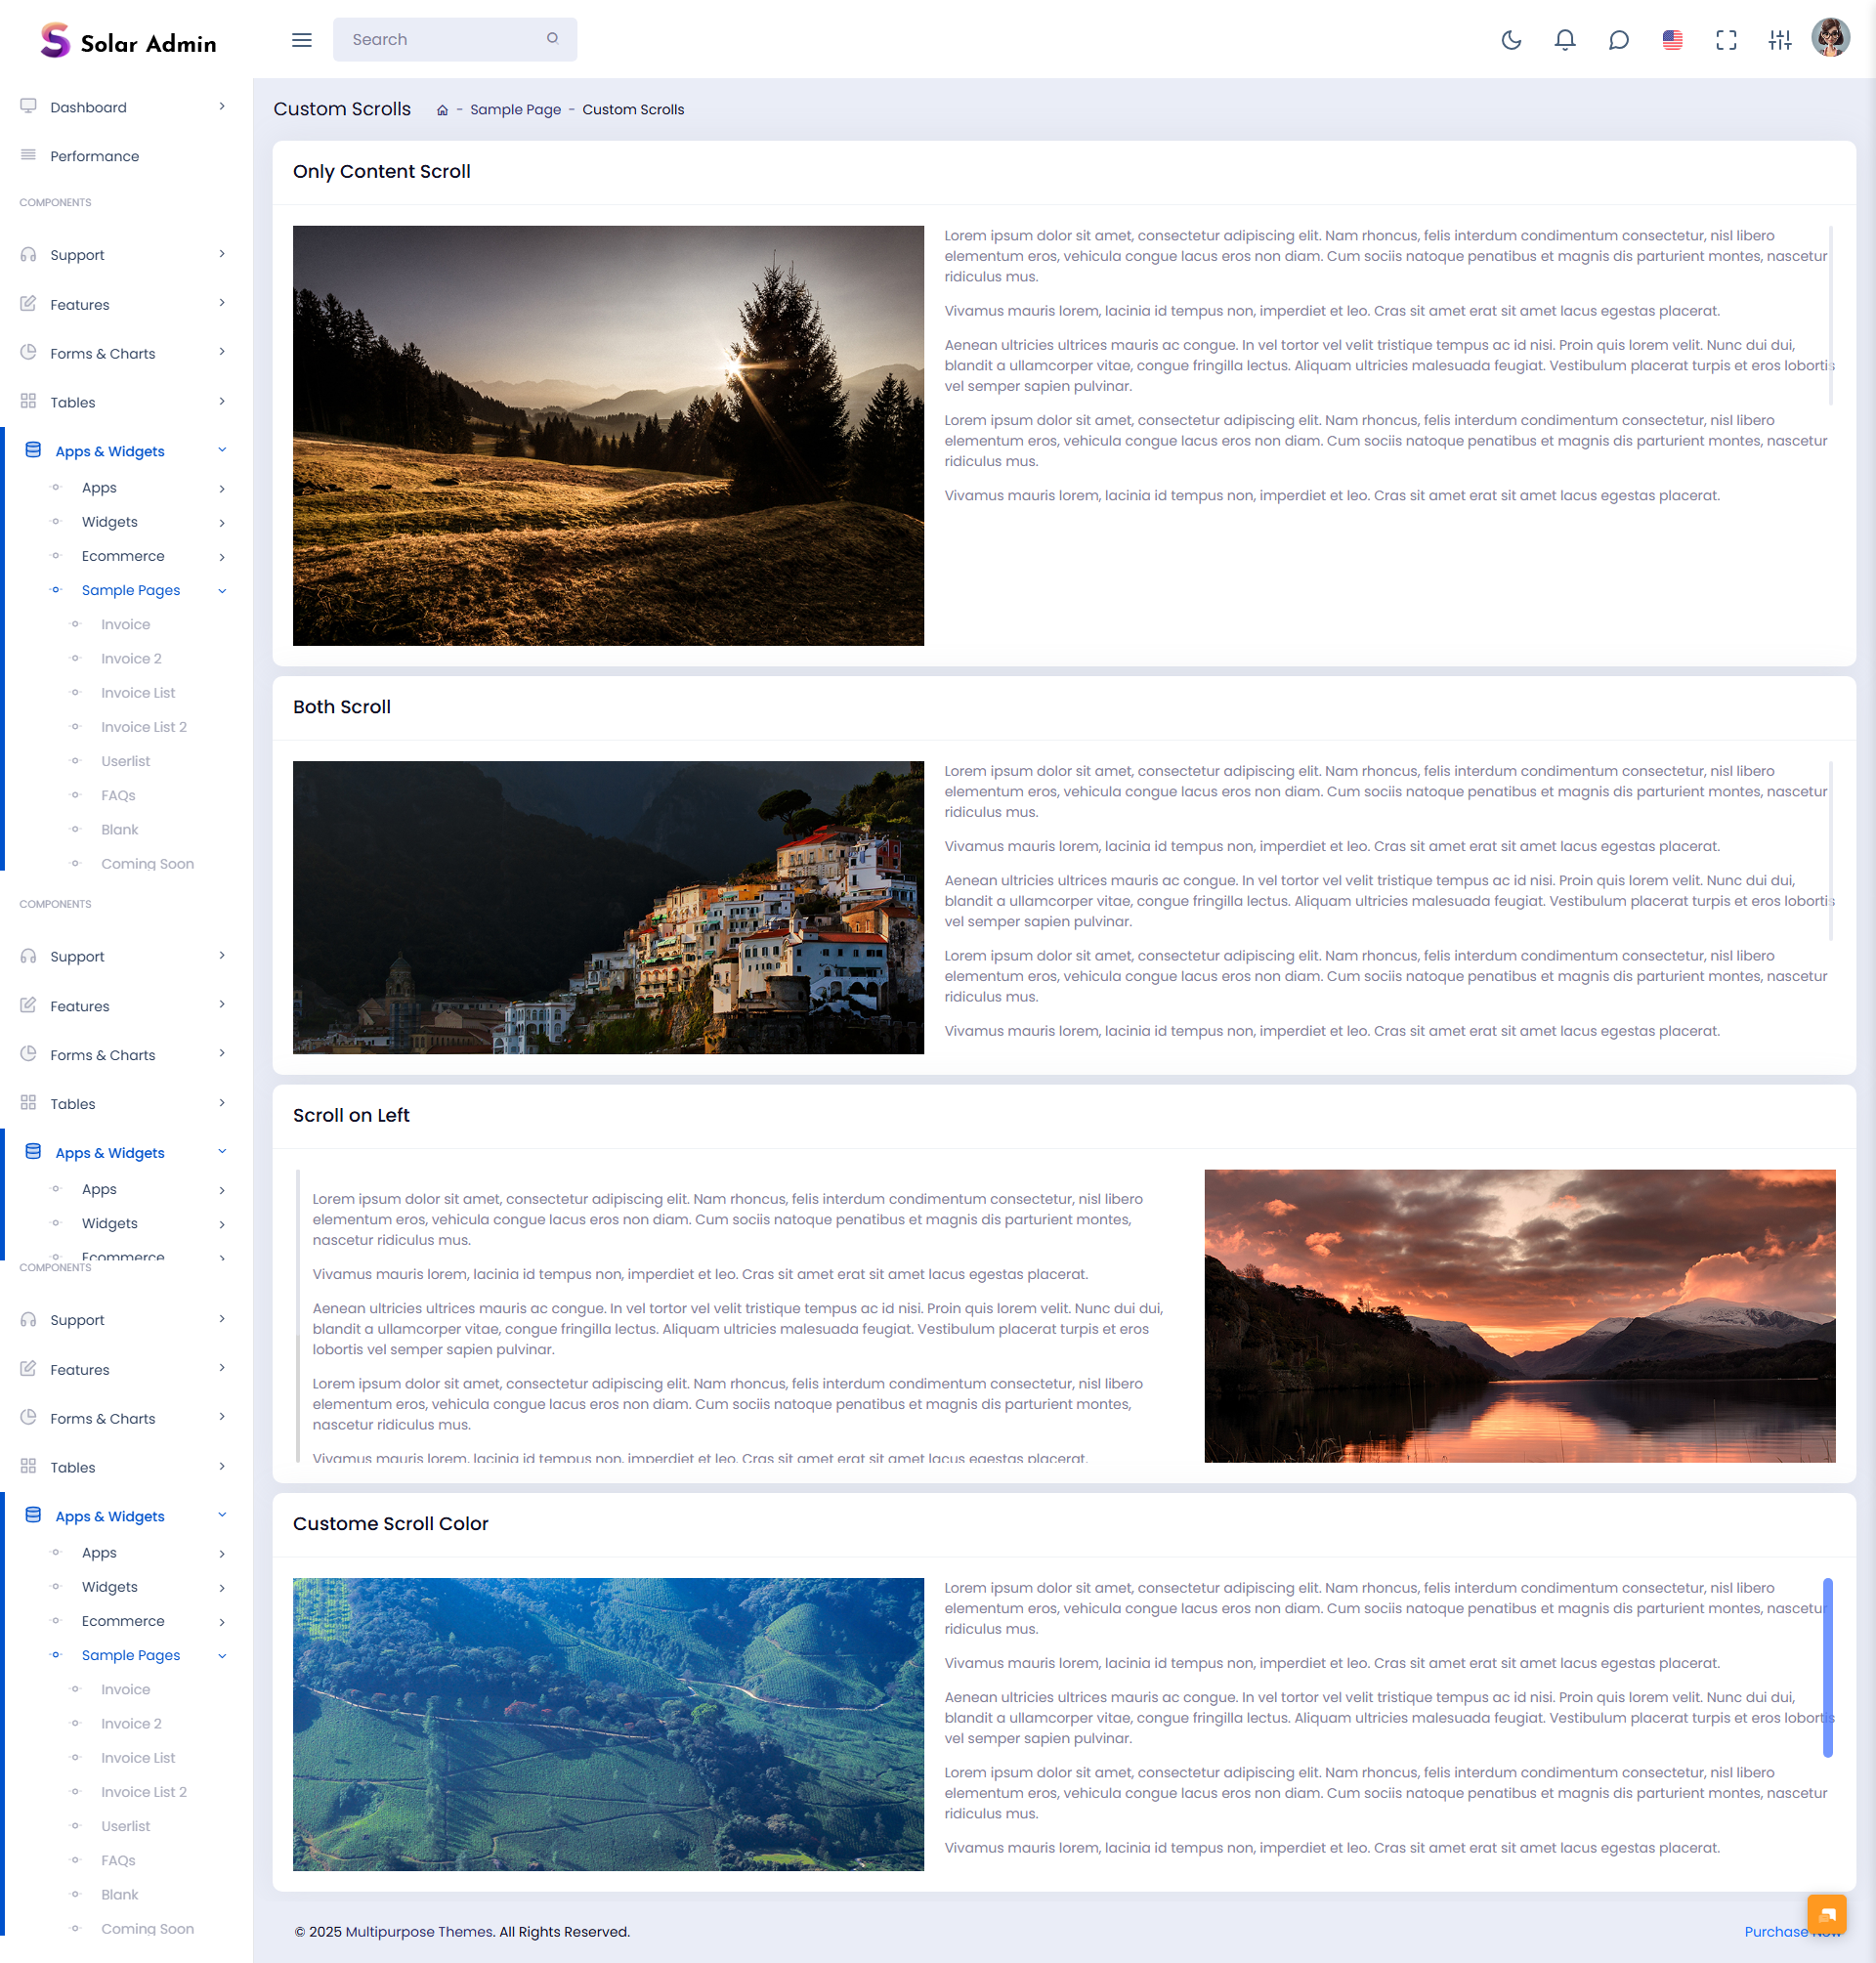 Solar Admin
Search
Dashboard
Performance
COMPONENTS
Support
Features
Forms & Charts
Tables
Apps & Widgets
Apps
Widgets
Ecommerce
Sample Pages
Invoice
Invoice 2
Invoice List
Invoice List 2
Userlist
FAQs
Blank
Coming Soon
COMPONENTS
Support
Features
Forms & Charts
Tables
Apps & Widgets
Apps
Widgets
Ecommerce
COMPONENTS
Support
Features
Forms & Charts
Tables
Apps & Widgets
Apps
Widgets
Ecommerce
Sample Pages
Invoice
Invoice 2
Invoice List
Invoice List 2
Userlist
FAQs
Blank
Coming Soon
Custom Scrolls - Sample Page - Custom Scrolls
Only Content Scroll
Lorem ipsum dolor sit amet, consectetur adipiscing elit. Nam rhoncus, felis interdum condimentum consectetur, nisl libero
elementum eros, vehicula congue lacus eros non diam. Cum sociis natoque penatibus et magnis dis parturient montes, nascetur
ridiculus mus.
Vivamus mauris lorem, lacinia id tempus non, imperdiet et leo. Cras sit amet erat sit amet lacus egestas placerat.
Aenean ultricies ultrices mauris ac congue. In vel tortor vel velit tristique tempus ac id nisi. Proin quis lorem velit. Nunc dui dui,
blandit a ullamcorper vitae, congue fringilla lectus. Aliquam ultricies malesuada feugiat. Vestibulum placerat turpis et eros lobortis
vel semper sapien pulvinar.
Lorem ipsum dolor sit amet, consectetur adipiscing elit. Nam rhoncus, felis interdum condimentum consectetur, nisl libero
elementum eros, vehicula congue lacus eros non diam. Cum sociis natoque penatibus et magnis dis parturient montes, nascetur
ridiculus mus.
Vivamus mauris lorem, lacinia id tempus non, imperdiet et leo. Cras sit amet erat sit amet lacus egestas placerat.
Both Scroll
Lorem ipsum dolor sit amet, consectetur adipiscing elit. Nam rhoncus, felis interdum condimentum consectetur, nisl libero
elementum eros, vehicula congue lacus eros non diam. Cum sociis natoque penatibus et magnis dis parturient montes, nascetur
ridiculus mus.
Vivamus mauris lorem, lacinia id tempus non, imperdiet et leo. Cras sit amet erat sit amet lacus egestas placerat.
Aenean ultricies ultrices mauris ac congue. In vel tortor vel velit tristique tempus ac id nisi. Proin quis lorem velit. Nunc dui dui,
blandit a ullamcorper vitae, congue fringilla lectus. Aliquam ultricies malesuada feugiat. Vestibulum placerat turpis et eros lobortis
vel semper sapien pulvinar.
Lorem ipsum dolor sit amet, consectetur adipiscing elit. Nam rhoncus, felis interdum condimentum consectetur, nisl libero
elementum eros, vehicula congue lacus eros non diam. Cum sociis natoque penatibus et magnis dis parturient montes, nascetur
ridiculus mus.
Vivamus mauris lorem, lacinia id tempus non, imperdiet et leo. Cras sit amet erat sit amet lacus egestas placerat.
Scroll on Left
Lorem ipsum dolor sit amet, consectetur adipiscing elit. Nam rhoncus, felis interdum condimentum consectetur, nisl libero
elementum eros, vehicula congue lacus eros non diam. Cum sociis natoque penatibus et magnis dis parturient montes,
nascetur ridiculus mus.
Vivamus mauris lorem, lacinia id tempus non, imperdiet et leo. Cras sit amet erat sit amet lacus egestas placerat.
Aenean ultricies ultrices mauris ac congue. In vel tortor vel velit tristique tempus ac id nisi. Proin quis lorem velit. Nunc dui dui,
blandit a ullamcorper vitae, congue fringilla lectus. Aliquam ultricies malesuada feugiat. Vestibulum placerat turpis et eros
lobortis vel semper sapien pulvinar.
Lorem ipsum dolor sit amet, consectetur adipiscing elit. Nam rhoncus, felis interdum condimentum consectetur, nisl libero
elementum eros, vehicula congue lacus eros non diam. Cum sociis natoque penatibus et magnis dis parturient montes,
nascetur ridiculus mus.
Vivamus mauris lorem, lacinia id tempus non, imperdiet et leo. Cras sit amet erat sit amet lacus egestas placerat.
Custome Scroll Color
Lorem ipsum dolor sit amet, consectetur adipiscing elit. Nam rhoncus, felis interdum condimentum consectetur, nisl libero
elementum eros, vehicula congue lacus eros non diam. Cum sociis natoque penatibus et magnis dis parturient montes, nascetur
ridiculus mus.
Vivamus mauris lorem, lacinia id tempus non, imperdiet et leo. Cras sit amet erat sit amet lacus egestas placerat.
Aenean ultricies ultrices mauris ac congue. In vel tortor vel velit tristique tempus ac id nisi. Proin quis lorem velit. Nunc dui dui,
blandit a ullamcorper vitae, congue fringilla lectus. Aliquam ultricies malesuada feugiat. Vestibulum placerat turpis et eros lobortis
vel semper sapien pulvinar.
Lorem ipsum dolor sit amet, consectetur adipiscing elit. Nam rhoncus, felis interdum condimentum consectetur, nisl libero
elementum eros, vehicula congue lacus eros non diam. Cum sociis natoque penatibus et magnis dis parturient montes, nascetur
ridiculus mus.
Vivamus mauris lorem, lacinia id tempus non, imperdiet et leo. Cras sit amet erat sit amet lacus egestas placerat.
© 2025 Multipurpose Themes. All Rights Reserved.
Purchase Now